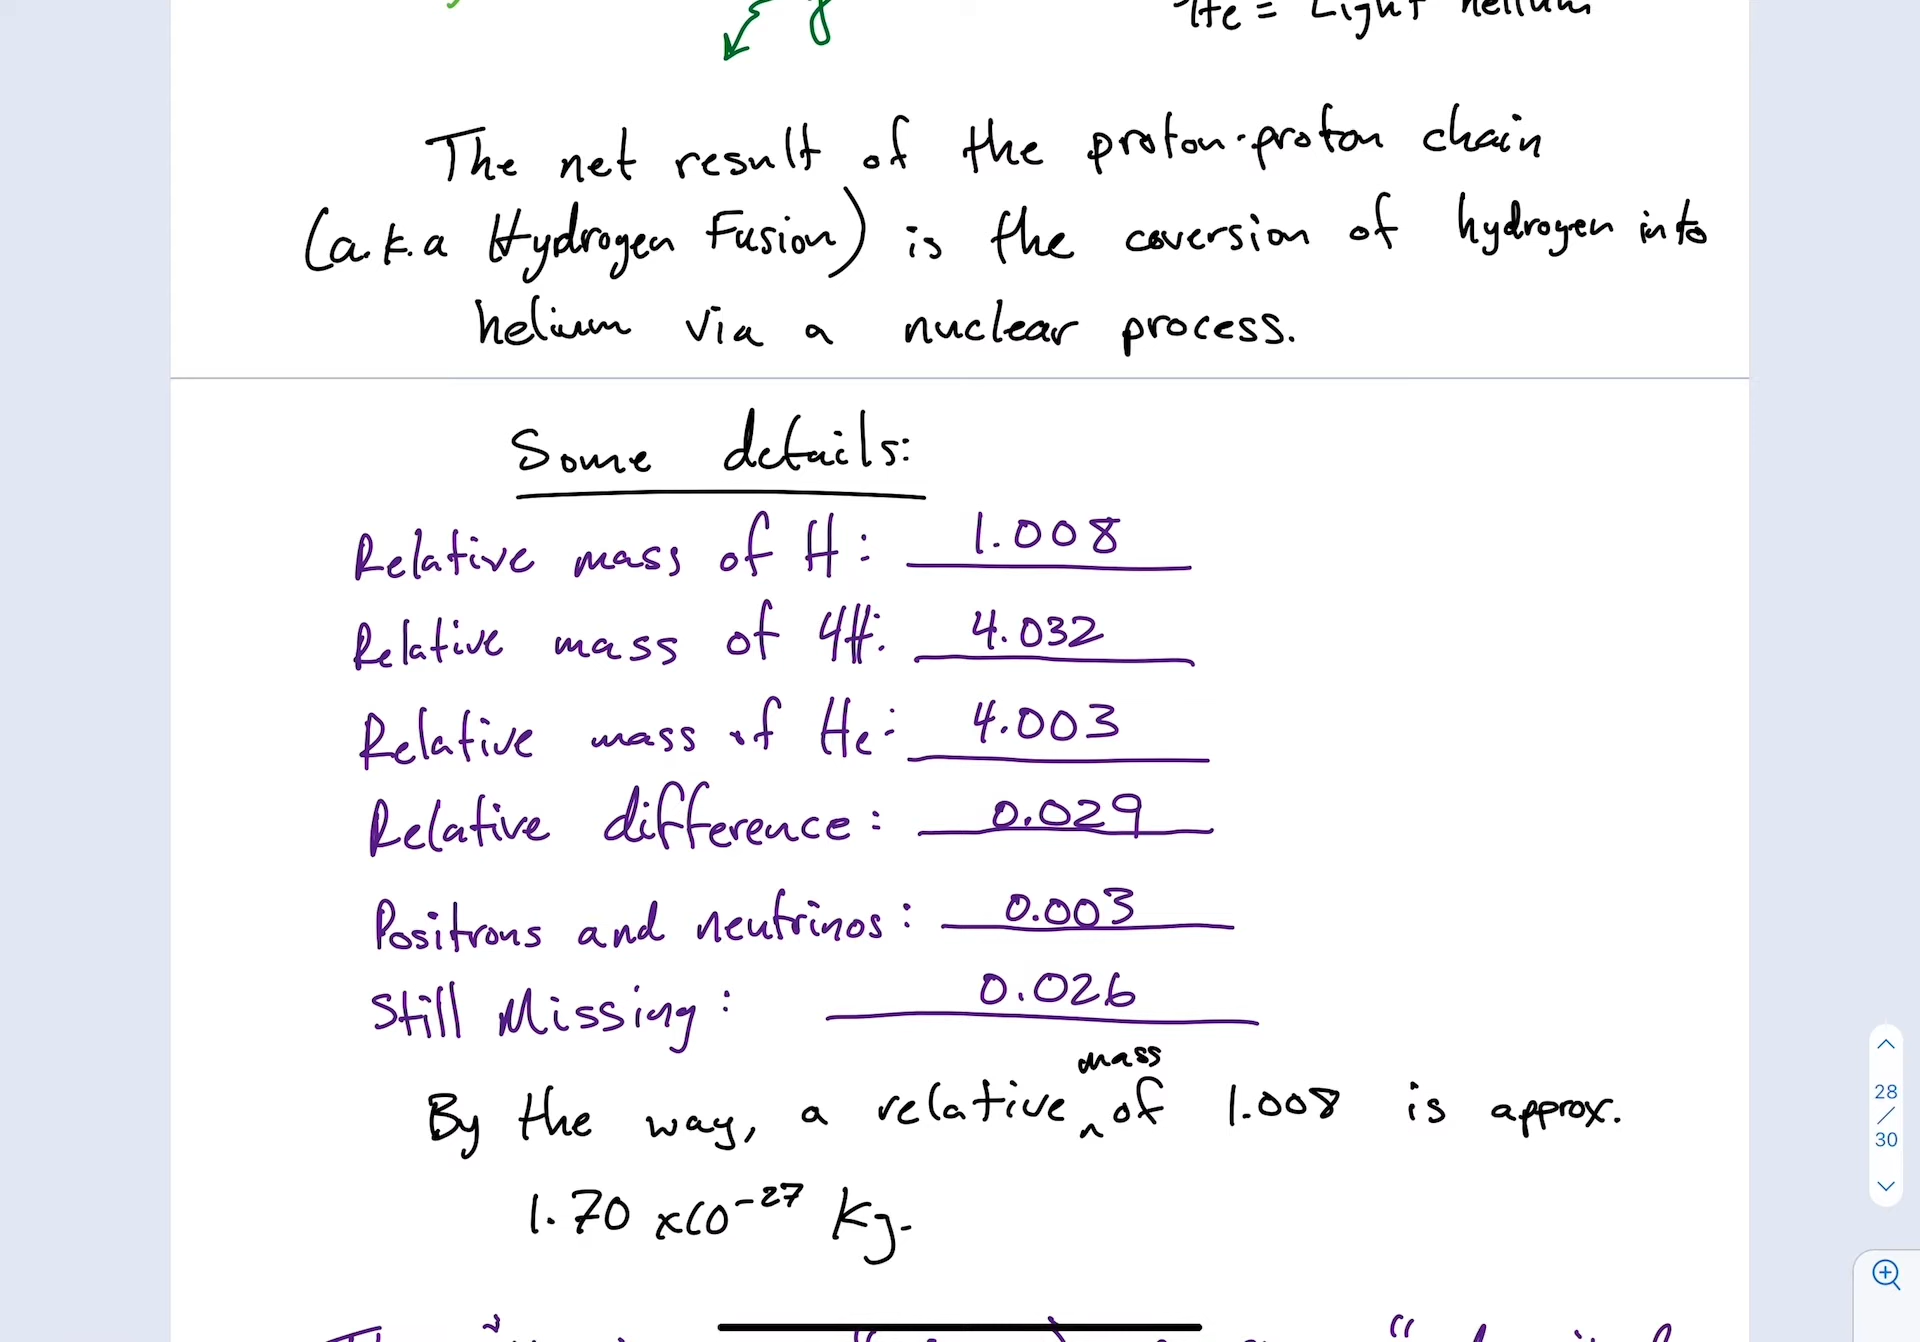 He = Light helium
The net result of the proton-proton chain
(a.k.a Hydrogen Fusion) is the coversion of hydrogen into
helium via a nuclear process.
Some details:
Relative mass of H: 1.008
Relative mass of 4H: 4.032
Relative mass of He: 4.003
Relative difference: 0.029
Positrons and neutrinos: 0.003
Still Missing: 0.026
By the way, a relative mass of 1.008 is approx.
1.70 x10⁻²⁷ Kg.
28
/
30